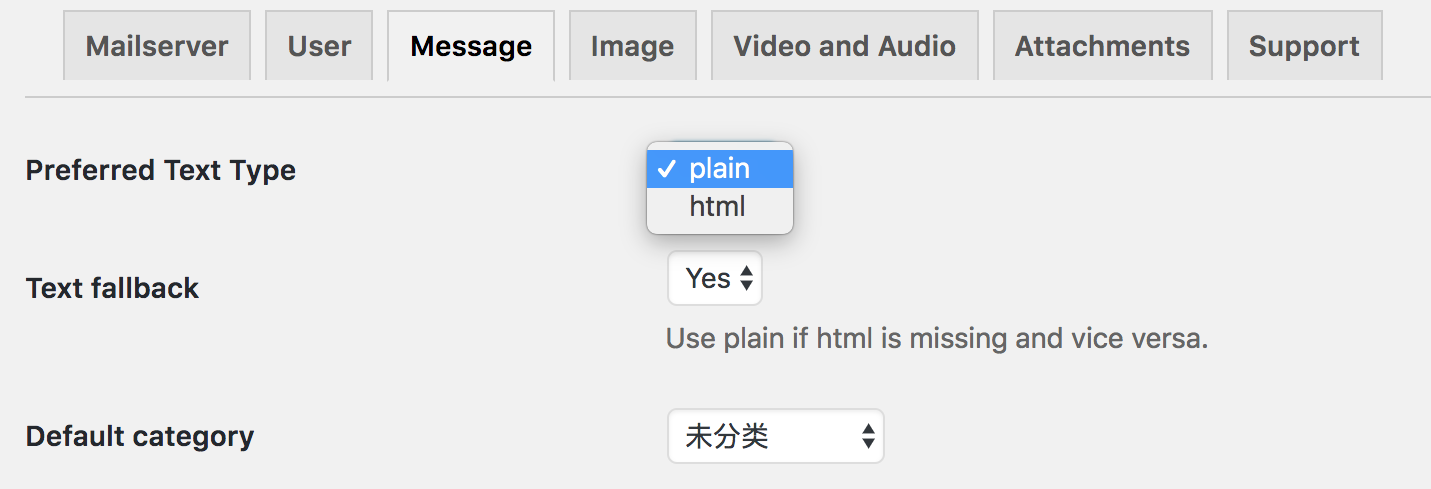 Mailserver User Message Image Video and Audio Attachments Support
Preferred Text Type ✓ plain
html
Text fallback Yes
Use plain if html is missing and vice versa.
Default category 未分类